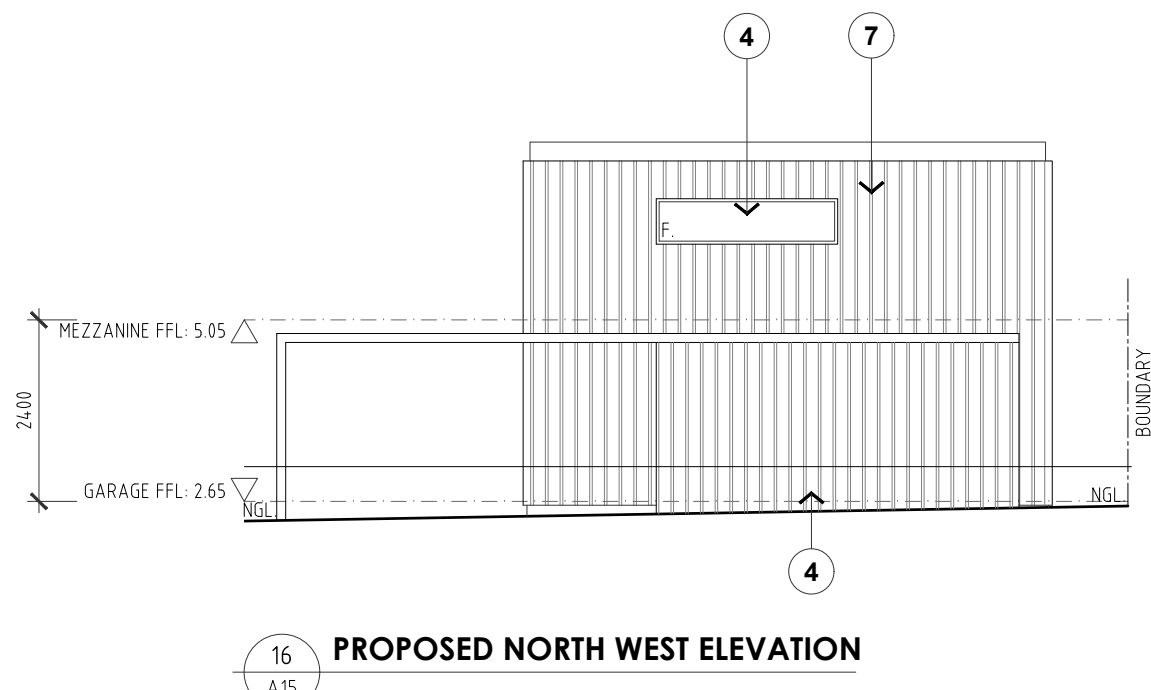 4
7
F.
MEZZANINE FFL: 5.05
2400
BOUNDARY
GARAGE FFL: 2.65
NGL.
NGL.
4
16
PROPOSED NORTH WEST ELEVATION
A15